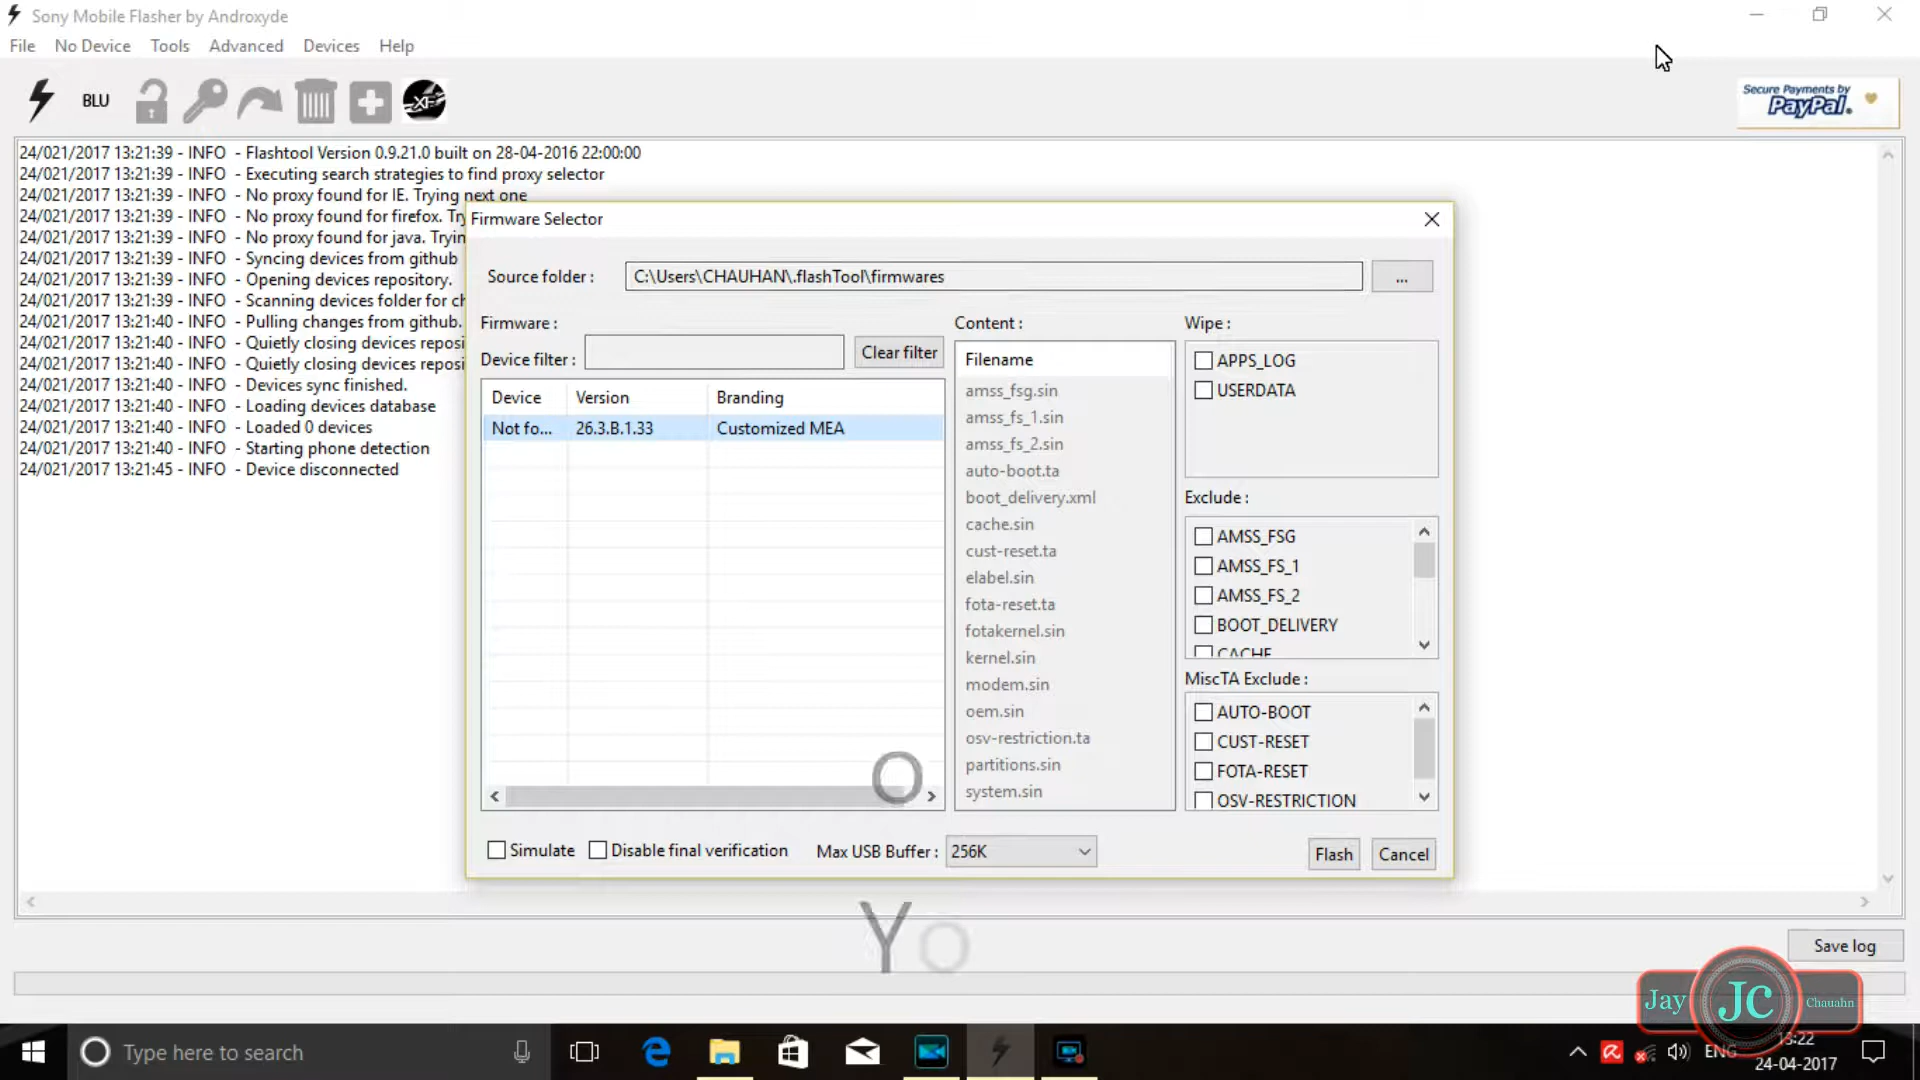 Sony Mobile Flasher by Androxyde
File No Device Tools Advanced Devices Help
BLU
XF
Secure Payments by
PayPal.
24/021/2017 13:21:39 - INFO - Flashtool Version 0.9.21.0 built on 28-04-2016 22:00:00
24/021/2017 13:21:39 - INFO - Executing search strategies to find proxy selector
24/021/2017 13:21:39 - INFO - No proxy found for IE. Trying next one
24/021/2017 13:21:39 - INFO - No proxy found for firefox. Try
24/021/2017 13:21:39 - INFO - No proxy found for java. Tryin
24/021/2017 13:21:39 - INFO - Syncing devices from github
24/021/2017 13:21:39 - INFO - Opening devices repository.
24/021/2017 13:21:39 - INFO - Scanning devices folder for ch
24/021/2017 13:21:40 - INFO - Pulling changes from github.
24/021/2017 13:21:40 - INFO - Quietly closing devices reposi
24/021/2017 13:21:40 - INFO - Quietly closing devices reposi
24/021/2017 13:21:40 - INFO - Devices sync finished.
24/021/2017 13:21:40 - INFO - Loading devices database
24/021/2017 13:21:40 - INFO - Loaded 0 devices
24/021/2017 13:21:40 - INFO - Starting phone detection
24/021/2017 13:21:45 - INFO - Device disconnected
Firmware Selector
Source folder : C:\Users\CHAUHAN\.flashTool\firmwares ...
Firmware :
Device filter : Clear filter
Device Version Branding
Not fo... 26.3.B.1.33 Customized MEA
Content :
Filename
amss_fsg.sin
amss_fs_1.sin
amss_fs_2.sin
auto-boot.ta
boot_delivery.xml
cache.sin
cust-reset.ta
elabel.sin
fota-reset.ta
fotakernel.sin
kernel.sin
modem.sin
oem.sin
osv-restriction.ta
partitions.sin
system.sin
Wipe :
APPS_LOG
USERDATA
Exclude :
AMSS_FSG
AMSS_FS_1
AMSS_FS_2
BOOT_DELIVERY
CACHE
MiscTA Exclude :
AUTO-BOOT
CUST-RESET
FOTA-RESET
OSV-RESTRICTION
Simulate Disable final verification Max USB Buffer : 256K Flash Cancel
O
Yo
Save log
Jay JC Chauahn
Type here to search
ENG
13:22
24-04-2017